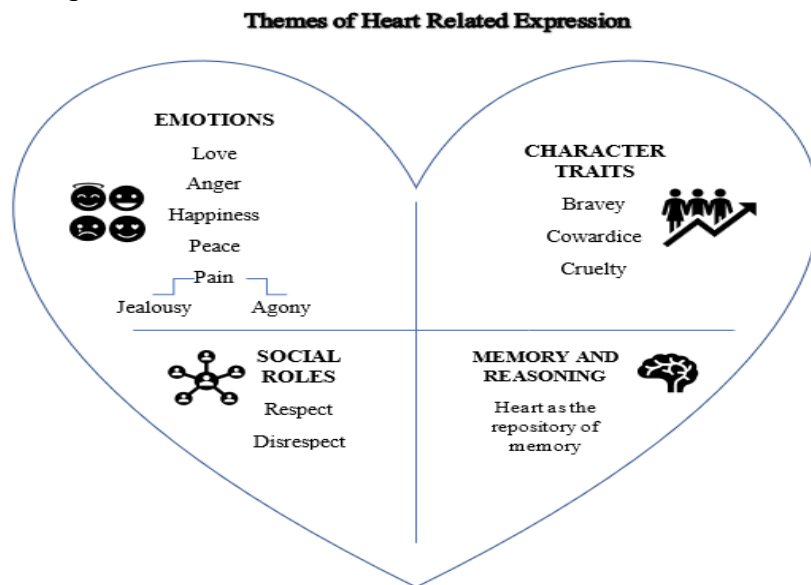 Themes of Heart Related Expression
EMOTIONS
Love
Anger
Happiness
Peace
Pain
Jealousy Agony
CHARACTER
TRAITS
Bravey
Cowardice
Cruelty
SOCIAL
ROLES
Respect
Disrespect
MEMORY AND
REASONING
Heart as the
repository of
memory